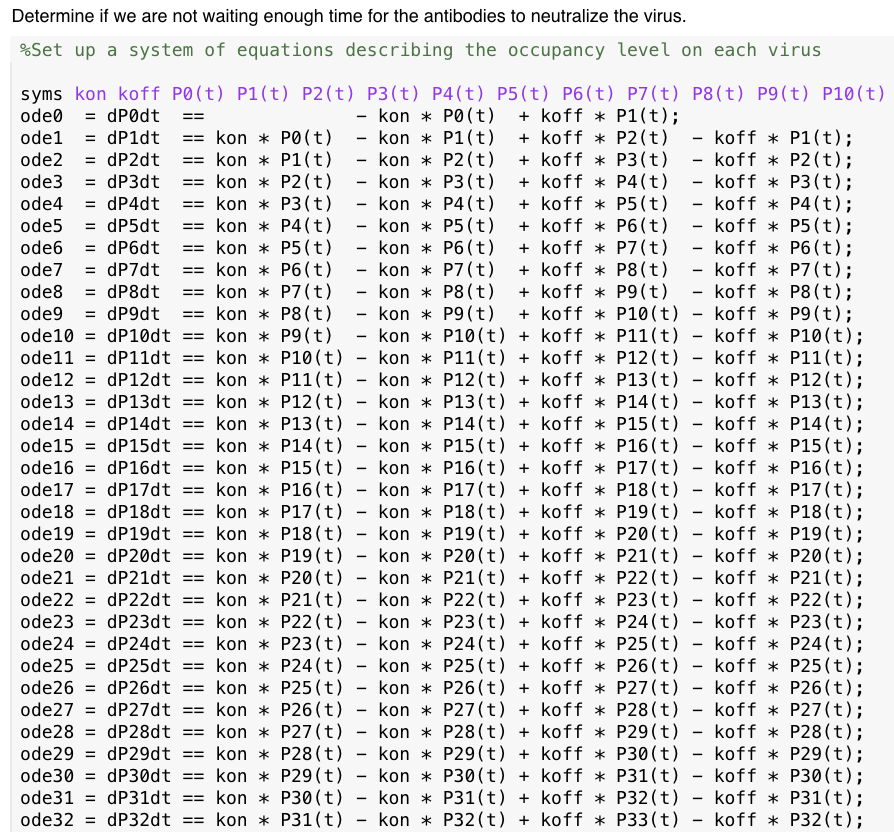 Determine if we are not waiting enough time for the antibodies to neutralize the virus.
%Set up a system of equations describing the occupancy level on each virus
syms kon koff P0(t) P1(t) P2(t) P3(t) P4(t) P5(t) P6(t) P7(t) P8(t) P9(t) P10(t)
ode0  = dP0dt  ==              - kon * P0(t)  + koff * P1(t);
ode1  = dP1dt  == kon * P0(t)  - kon * P1(t)  + koff * P2(t)  - koff * P1(t);
ode2  = dP2dt  == kon * P1(t)  - kon * P2(t)  + koff * P3(t)  - koff * P2(t);
ode3  = dP3dt  == kon * P2(t)  - kon * P3(t)  + koff * P4(t)  - koff * P3(t);
ode4  = dP4dt  == kon * P3(t)  - kon * P4(t)  + koff * P5(t)  - koff * P4(t);
ode5  = dP5dt  == kon * P4(t)  - kon * P5(t)  + koff * P6(t)  - koff * P5(t);
ode6  = dP6dt  == kon * P5(t)  - kon * P6(t)  + koff * P7(t)  - koff * P6(t);
ode7  = dP7dt  == kon * P6(t)  - kon * P7(t)  + koff * P8(t)  - koff * P7(t);
ode8  = dP8dt  == kon * P7(t)  - kon * P8(t)  + koff * P9(t)  - koff * P8(t);
ode9  = dP9dt  == kon * P8(t)  - kon * P9(t)  + koff * P10(t) - koff * P9(t);
ode10 = dP10dt == kon * P9(t)  - kon * P10(t) + koff * P11(t) - koff * P10(t);
ode11 = dP11dt == kon * P10(t) - kon * P11(t) + koff * P12(t) - koff * P11(t);
ode12 = dP12dt == kon * P11(t) - kon * P12(t) + koff * P13(t) - koff * P12(t);
ode13 = dP13dt == kon * P12(t) - kon * P13(t) + koff * P14(t) - koff * P13(t);
ode14 = dP14dt == kon * P13(t) - kon * P14(t) + koff * P15(t) - koff * P14(t);
ode15 = dP15dt == kon * P14(t) - kon * P15(t) + koff * P16(t) - koff * P15(t);
ode16 = dP16dt == kon * P15(t) - kon * P16(t) + koff * P17(t) - koff * P16(t);
ode17 = dP17dt == kon * P16(t) - kon * P17(t) + koff * P18(t) - koff * P17(t);
ode18 = dP18dt == kon * P17(t) - kon * P18(t) + koff * P19(t) - koff * P18(t);
ode19 = dP19dt == kon * P18(t) - kon * P19(t) + koff * P20(t) - koff * P19(t);
ode20 = dP20dt == kon * P19(t) - kon * P20(t) + koff * P21(t) - koff * P20(t);
ode21 = dP21dt == kon * P20(t) - kon * P21(t) + koff * P22(t) - koff * P21(t);
ode22 = dP22dt == kon * P21(t) - kon * P22(t) + koff * P23(t) - koff * P22(t);
ode23 = dP23dt == kon * P22(t) - kon * P23(t) + koff * P24(t) - koff * P23(t);
ode24 = dP24dt == kon * P23(t) - kon * P24(t) + koff * P25(t) - koff * P24(t);
ode25 = dP25dt == kon * P24(t) - kon * P25(t) + koff * P26(t) - koff * P25(t);
ode26 = dP26dt == kon * P25(t) - kon * P26(t) + koff * P27(t) - koff * P26(t);
ode27 = dP27dt == kon * P26(t) - kon * P27(t) + koff * P28(t) - koff * P27(t);
ode28 = dP28dt == kon * P27(t) - kon * P28(t) + koff * P29(t) - koff * P28(t);
ode29 = dP29dt == kon * P28(t) - kon * P29(t) + koff * P30(t) - koff * P29(t);
ode30 = dP30dt == kon * P29(t) - kon * P30(t) + koff * P31(t) - koff * P30(t);
ode31 = dP31dt == kon * P30(t) - kon * P31(t) + koff * P32(t) - koff * P31(t);
ode32 = dP32dt == kon * P31(t) - kon * P32(t) + koff * P33(t) - koff * P32(t);